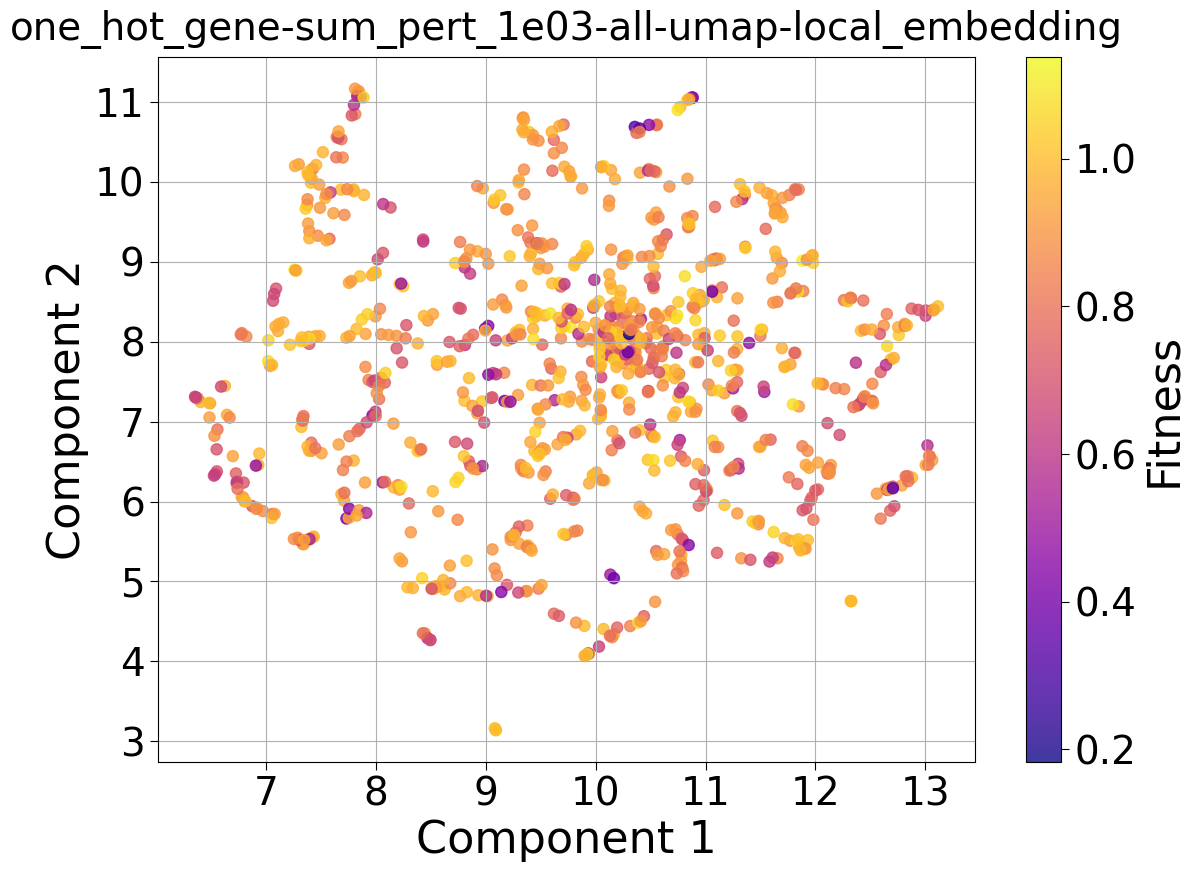 one_hot_gene-sum_pert_1e03-all-umap-local_embedding
11
10
9
8
7
6
5
4
3
Component 2
7 8 9 10 11 12 13
Component 1
1.0
0.8
0.6
0.4
0.2
Fitness